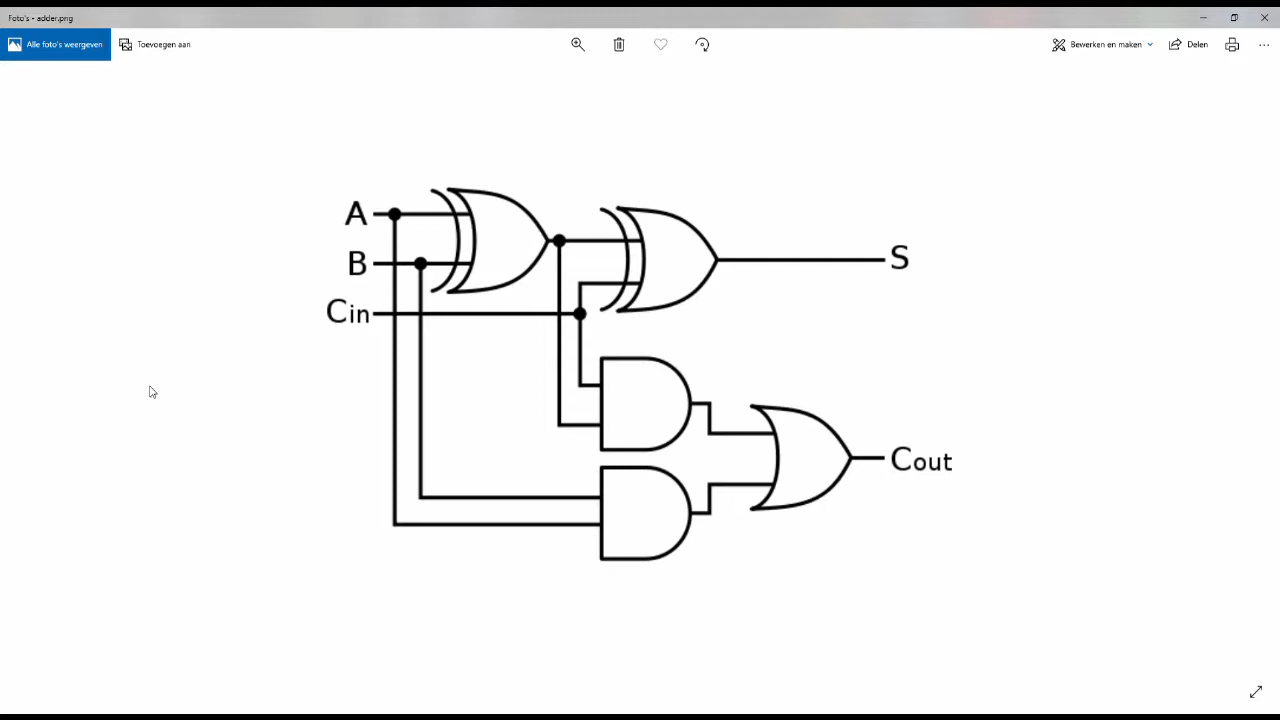 Foto's - adder.png
Alle foto's weergeven
Toevoegen aan
Bewerken en maken
Delen
A
B
Cin
S
Cout